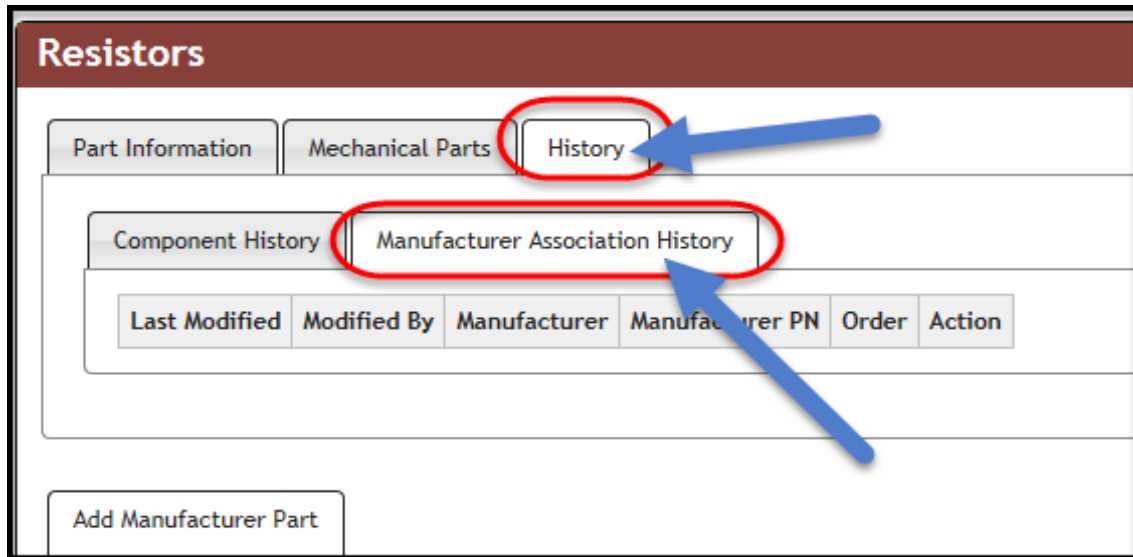 Resistors
Part Information Mechanical Parts History
Component History Manufacturer Association History
Last Modified Modified By Manufacturer Manufacturer PN Order Action
Add Manufacturer Part